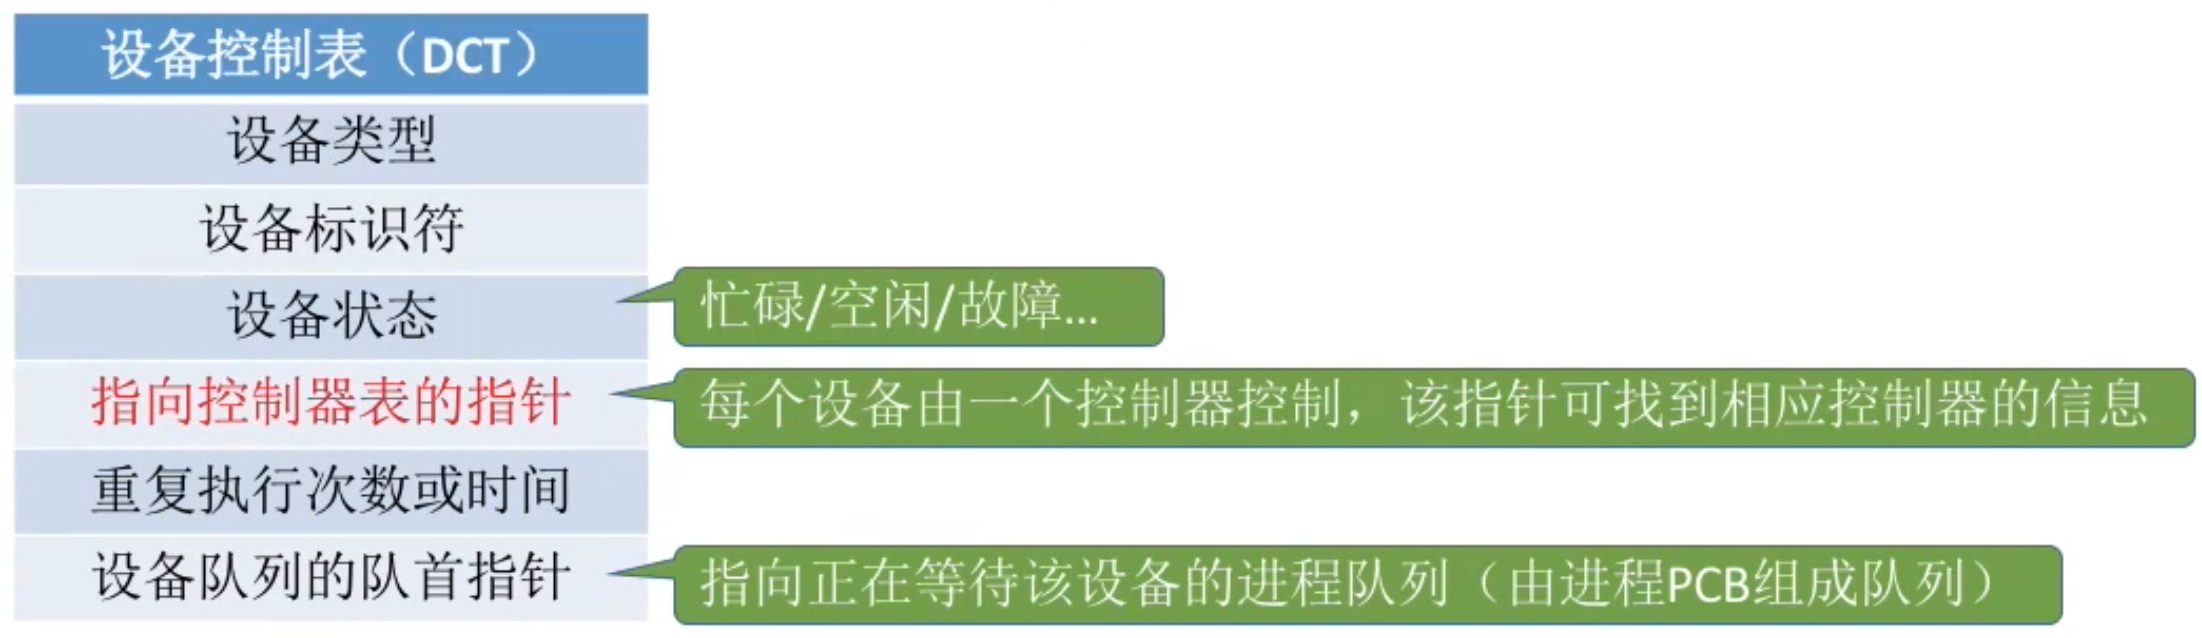 设备控制表（DCT）
设备类型
设备标识符
设备状态
忙碌/空闲/故障...
指向控制器表的指针
每个设备由一个控制器控制，该指针可找到相应控制器的信息
重复执行次数或时间
设备队列的队首指针
指向正在等待该设备的进程队列（由进程PCB组成队列）